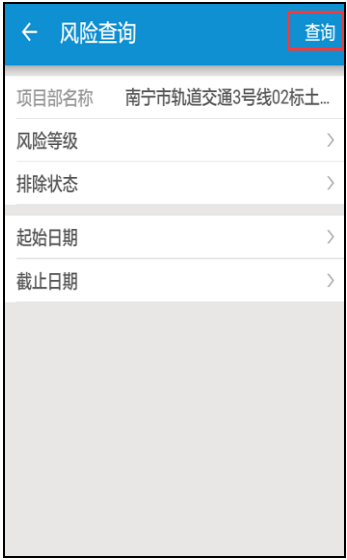 风险查询 查询
项目部名称 南宁市轨道交通3号线02标土...
风险等级
排除状态
起始日期
截止日期